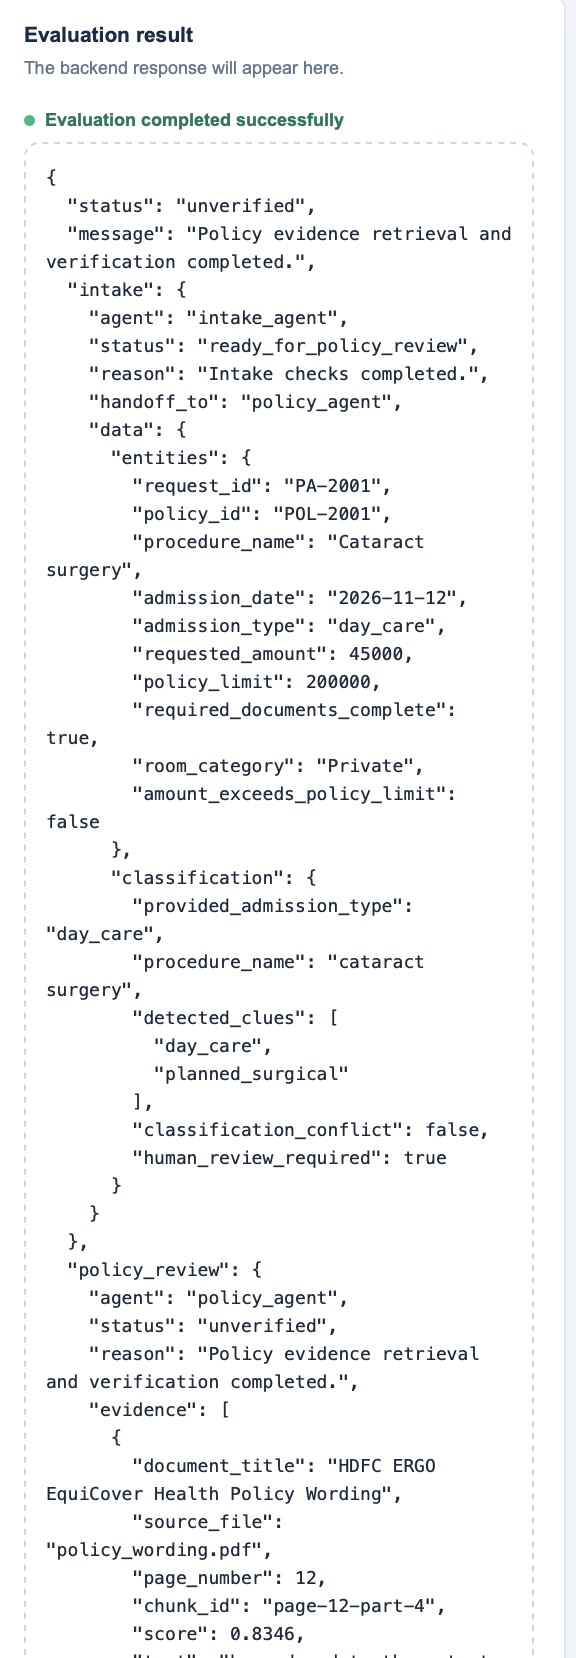 Evaluation result
The backend response will appear here.
Evaluation completed successfully
{
"status": "unverified",
"message": "Policy evidence retrieval and
verification completed.",
"intake": {
"agent": "intake_agent",
"status": "ready_for_policy_review",
"reason": "Intake checks completed.",
"handoff_to": "policy_agent",
"data": {
"entities": {
"request_id": "PA-2001",
"policy_id": "POL-2001",
"procedure_name": "Cataract
surgery",
"admission_date": "2026-11-12",
"admission_type": "day_care",
"requested_amount": 45000,
"policy_limit": 200000,
"required_documents_complete":
true,
"room_category": "Private",
"amount_exceeds_policy_limit":
false
},
"classification": {
"provided_admission_type":
"day_care",
"procedure_name": "cataract
surgery",
"detected_clues": [
"day_care",
"planned_surgical"
],
"classification_conflict": false,
"human_review_required": true
}
}
},
"policy_review": {
"agent": "policy_agent",
"status": "unverified",
"reason": "Policy evidence retrieval
and verification completed.",
"evidence": [
{
"document_title": "HDFC ERGO
EquiCover Health Policy Wording",
"source_file":
"policy_wording.pdf",
"page_number": 12,
"chunk_id": "page-12-part-4",
"score": 0.8346,